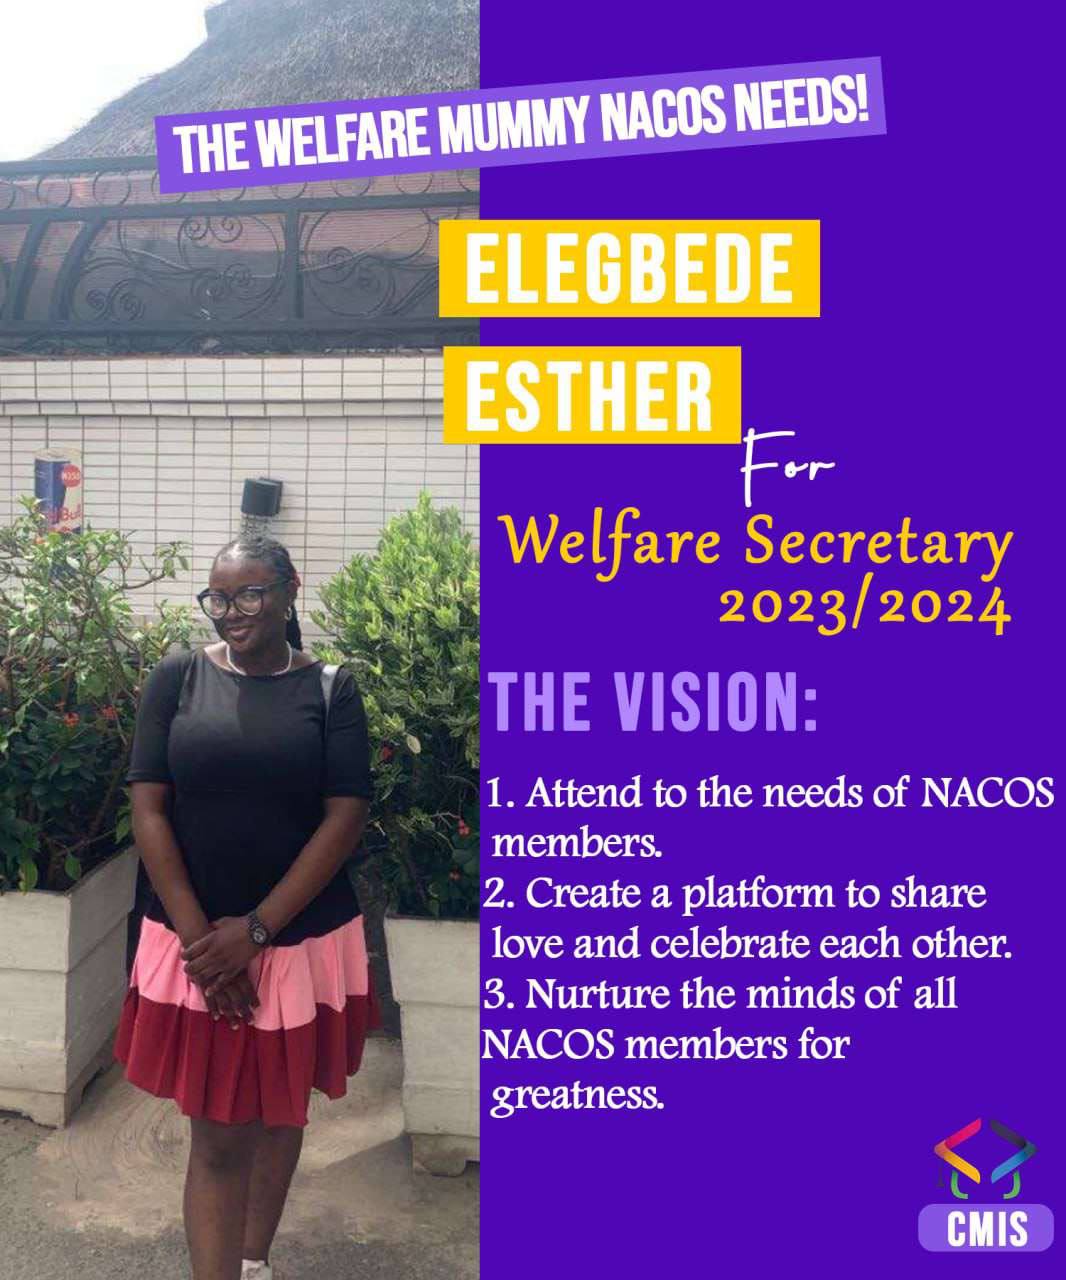 THE WELFARE MUMMY NACOS NEEDS!
ELEGBEDE
ESTHER
For
Welfare Secretary
2023/2024
THE VISION:
1. Attend to the needs of NACOS
members.
2. Create a platform to share
love and celebrate each other.
3. Nurture the minds of all
NACOS members for
greatness.
CMIS